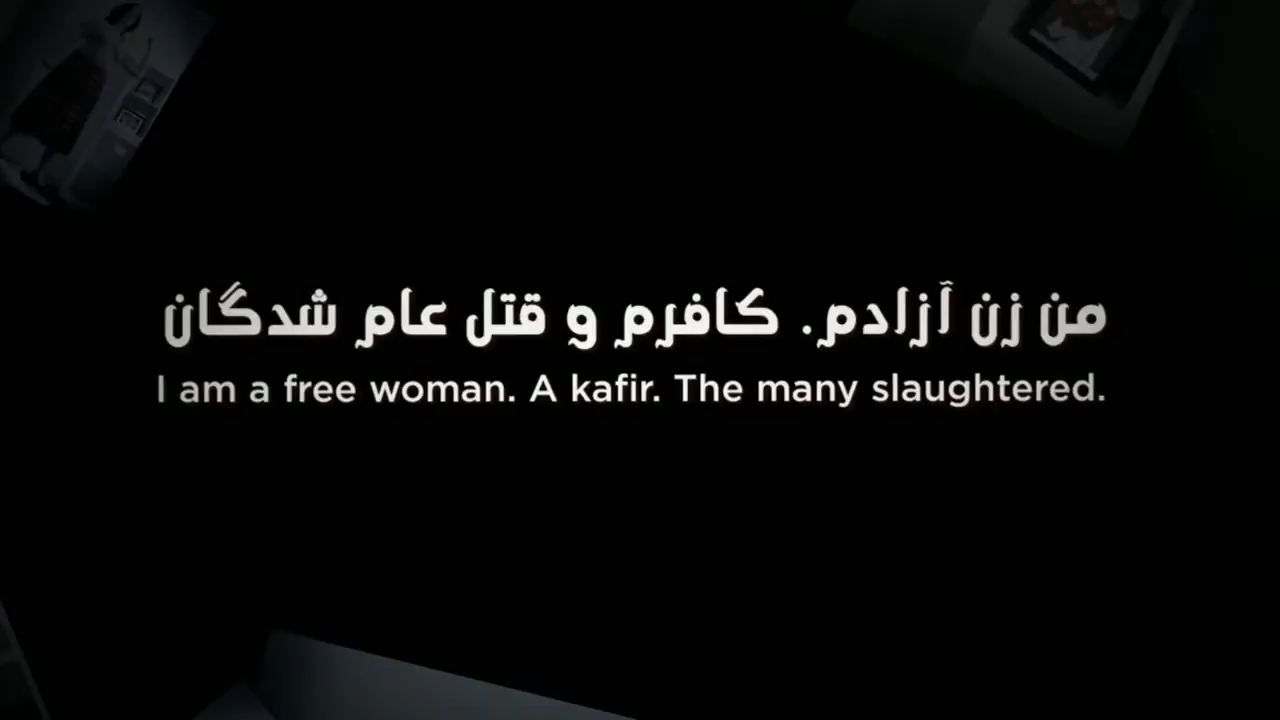 من زن آزادم. کافرم و قتل عام شدگان
I am a free woman. A kafir. The many slaughtered.